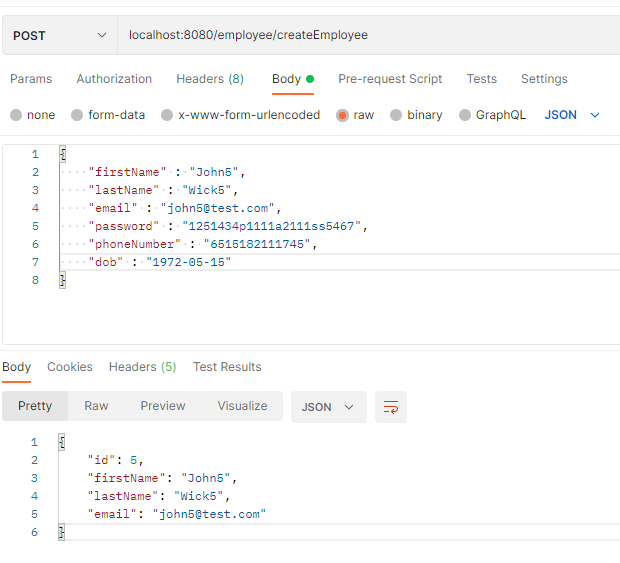 POST localhost:8080/employee/createEmployee
Params Authorization Headers (8) Body Pre-request Script Tests Settings
none form-data x-www-form-urlencoded raw binary GraphQL JSON
1 {
2 "firstName" : "John5",
3 "lastName" : "Wick5",
4 "email" : "john5@test.com",
5 "password" : "1251434p1111a2111ss5467",
6 "phoneNumber" : "6515182111745",
7 "dob" : "1972-05-15"
8 }
Body Cookies Headers (5) Test Results
Pretty Raw Preview Visualize JSON
1 {
2 "id": 5,
3 "firstName": "John5",
4 "lastName": "Wick5",
5 "email": "john5@test.com"
6 }